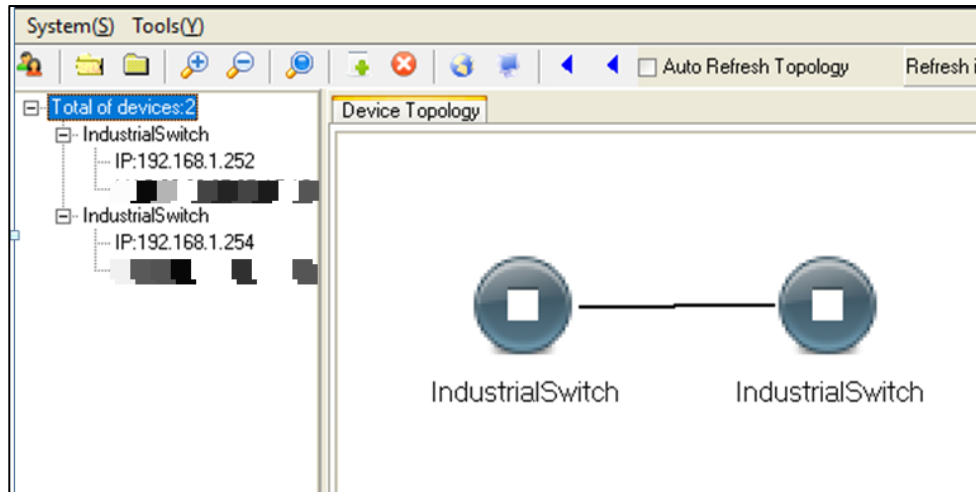 System(S) Tools(Y)
Auto Refresh Topology Refresh i
Total of devices:2
IndustrialSwitch
IP:192.168.1.252
IndustrialSwitch
IP:192.168.1.254
Device Topology
IndustrialSwitch IndustrialSwitch